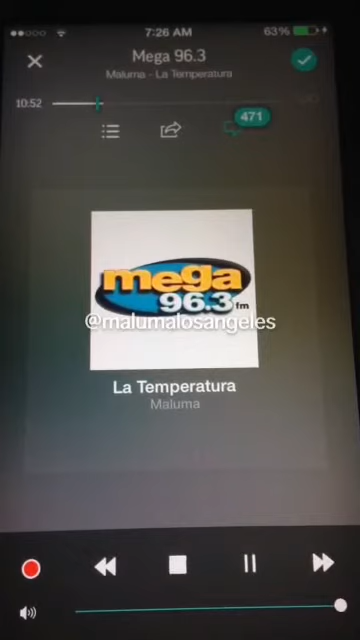 7:26 AM
63%
Mega 96.3
Maluma - La Temperatura
10:52
471
mega
96.3 fm
@malumalosangeles
La Temperatura
Maluma